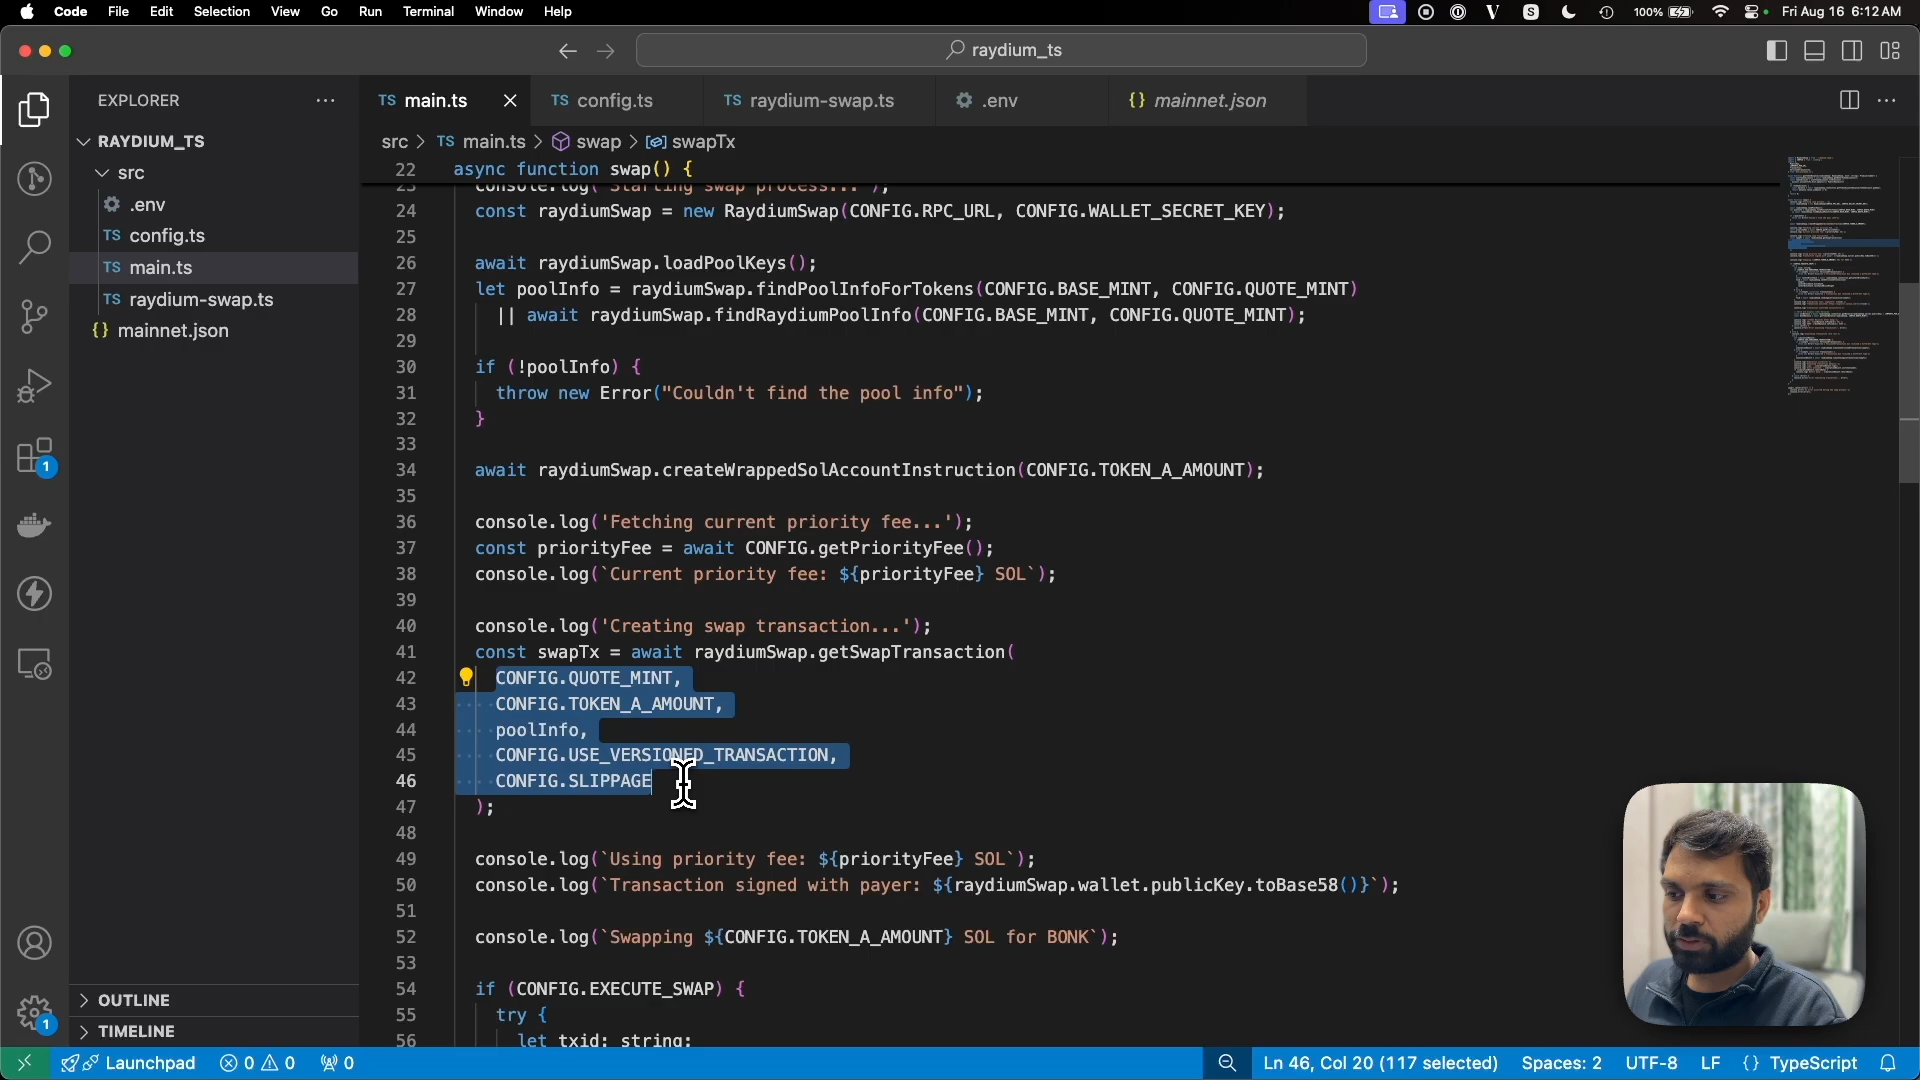 Code File Edit Selection View Go Run Terminal Window Help
100% Fri Aug 16 6:12 AM
raydium_ts
EXPLORER
RAYDIUM_TS
src
.env
TS config.ts
TS main.ts
TS raydium-swap.ts
{} mainnet.json
OUTLINE
TIMELINE
1
1
TS main.ts
TS config.ts
TS raydium-swap.ts
.env
{} mainnet.json
src > TS main.ts > swap > swapTx
22 async function swap() {
23 console.log('Starting swap process...');
24 const raydiumSwap = new RaydiumSwap(CONFIG.RPC_URL, CONFIG.WALLET_SECRET_KEY);
25
26 await raydiumSwap.loadPoolKeys();
27 let poolInfo = raydiumSwap.findPoolInfoForTokens(CONFIG.BASE_MINT, CONFIG.QUOTE_MINT)
28 || await raydiumSwap.findRaydiumPoolInfo(CONFIG.BASE_MINT, CONFIG.QUOTE_MINT);
29
30 if (!poolInfo) {
31 throw new Error("Couldn't find the pool info");
32 }
33
34 await raydiumSwap.createWrappedSolAccountInstruction(CONFIG.TOKEN_A_AMOUNT);
35
36 console.log('Fetching current priority fee...');
37 const priorityFee = await CONFIG.getPriorityFee();
38 console.log(`Current priority fee: ${priorityFee} SOL`);
39
40 console.log('Creating swap transaction...');
41 const swapTx = await raydiumSwap.getSwapTransaction(
42 CONFIG.QUOTE_MINT,
43 CONFIG.TOKEN_A_AMOUNT,
44 poolInfo,
45 CONFIG.USE_VERSIONED_TRANSACTION,
46 CONFIG.SLIPPAGE
47 );
48
49 console.log(`Using priority fee: ${priorityFee} SOL`);
50 console.log(`Transaction signed with payer: ${raydiumSwap.wallet.publicKey.toBase58()}`);
51
52 console.log(`Swapping ${CONFIG.TOKEN_A_AMOUNT} SOL for BONK`);
53
54 if (CONFIG.EXECUTE_SWAP) {
55 try {
56 let txid: string;
Launchpad 0 0 0 Ln 46, Col 20 (117 selected) Spaces: 2 UTF-8 LF {} TypeScript